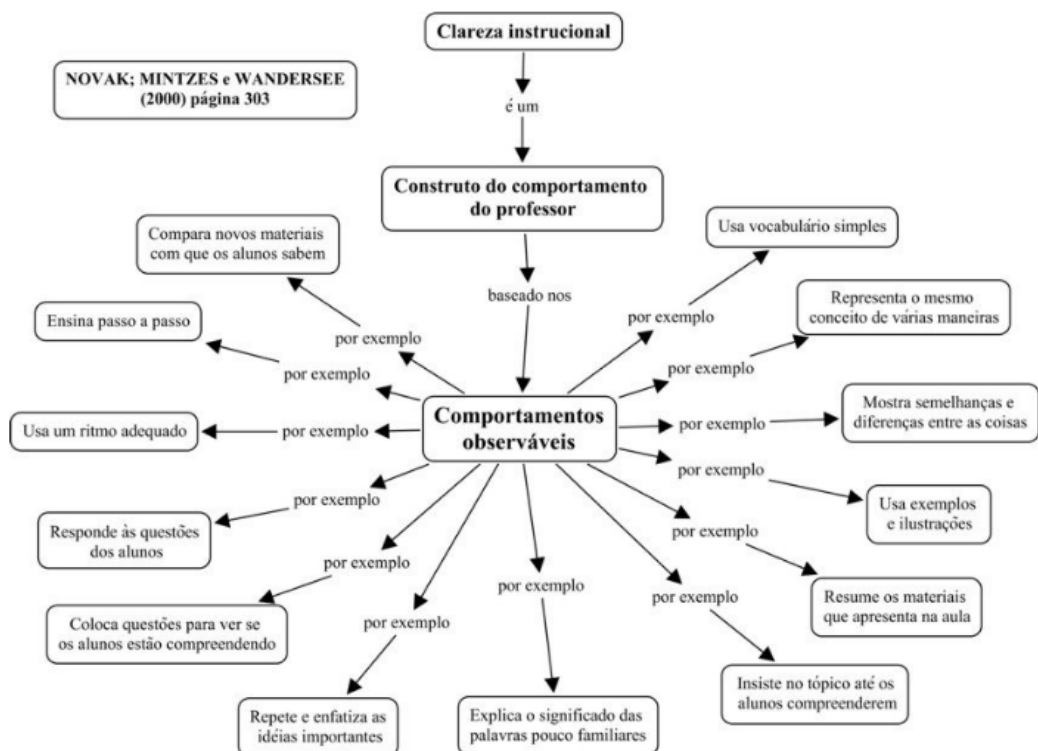 Clareza instrucional
NOVAK; MINTZES e WANDERSEE
(2000) página 303
é um
Construto do comportamento
do professor
baseado nos
Comportamentos
observáveis
por exemplo
Compara novos materiais
com que os alunos sabem
por exemplo
Ensina passo a passo
por exemplo
Usa um ritmo adequado
por exemplo
Responde às questões
dos alunos
por exemplo
Coloca questões para ver se
os alunos estão compreendendo
por exemplo
Repete e enfatiza as
idéias importantes
por exemplo
Explica o significado das
palavras pouco familiares
por exemplo
Insiste no tópico até os
alunos compreenderem
por exemplo
Resume os materiais
que apresenta na aula
por exemplo
Usa exemplos
e ilustrações
por exemplo
Mostra semelhanças e
diferenças entre as coisas
por exemplo
Representa o mesmo
conceito de várias maneiras
por exemplo
Usa vocabulário simples